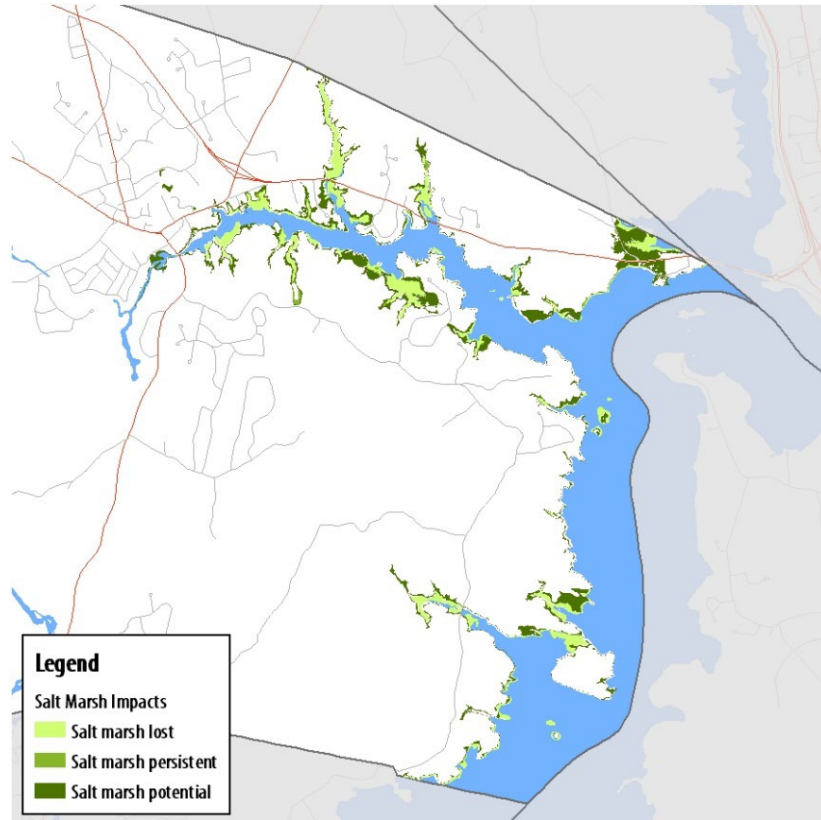 Legend
Salt Marsh Impacts
Salt marsh lost
Salt marsh persistent
Salt marsh potential